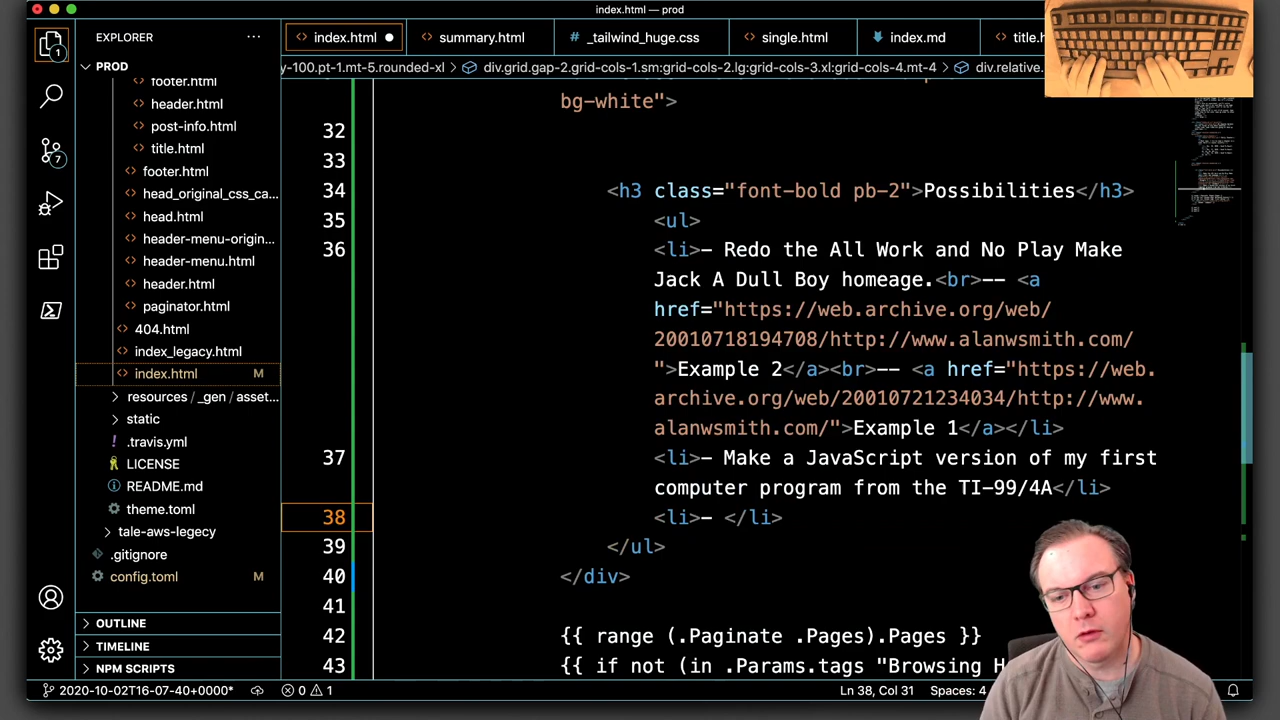 index.html — prod
EXPLORER
index.html
summary.html
_tailwind_huge.css
single.html
index.md
title.h
PROD
y-100.pt-1.mt-5.rounded-xl
div.grid.gap-2.grid-cols-1.sm:grid-cols-2.lg:grid-cols-3.xl:grid-cols-4.mt-4
div.relative.
footer.html
header.html
post-info.html
title.html
footer.html
head_original_css_ca...
head.html
header-menu-origin...
header-menu.html
header.html
paginator.html
404.html
index_legacy.html
index.html M
resources / _gen / asset...
static
.travis.yml
LICENSE
README.md
theme.toml
tale-aws-legacy
.gitignore
config.toml M
OUTLINE
TIMELINE
NPM SCRIPTS
1
7
bg-white">
32
33
34 <h3 class="font-bold pb-2">Possibilities</h3>
35 <ul>
36 <li>– Redo the All Work and No Play Make
Jack A Dull Boy homeage.<br>–– <a
href="https://web.archive.org/web/
20010718194708/http://www.alanwsmith.com/
">Example 2</a><br>–– <a href="https://web.
archive.org/web/20010721234034/http://www.
alanwsmith.com/">Example 1</a></li>
37 <li>– Make a JavaScript version of my first
computer program from the TI-99/4A</li>
38 <li>– </li>
39 </ul>
40 </div>
41
42 {{ range (.Paginate .Pages).Pages }}
43 {{ if not (in .Params.tags "Browsing H
2020-10-02T16-07-40+0000*
0 1
Ln 38, Col 31
Spaces: 4